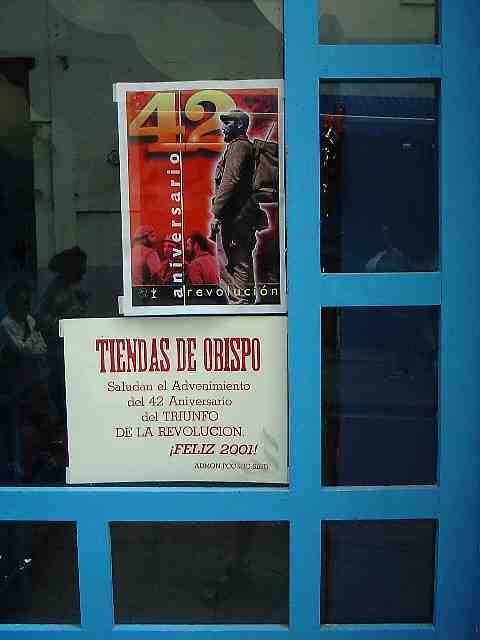 42
aniversario
revolución
TIENDAS DE OBISPO
Saludan el Advenimiento
del 42 Aniversario
del TRIUNFO
DE LA REVOLUCION.
¡FELIZ 2001!